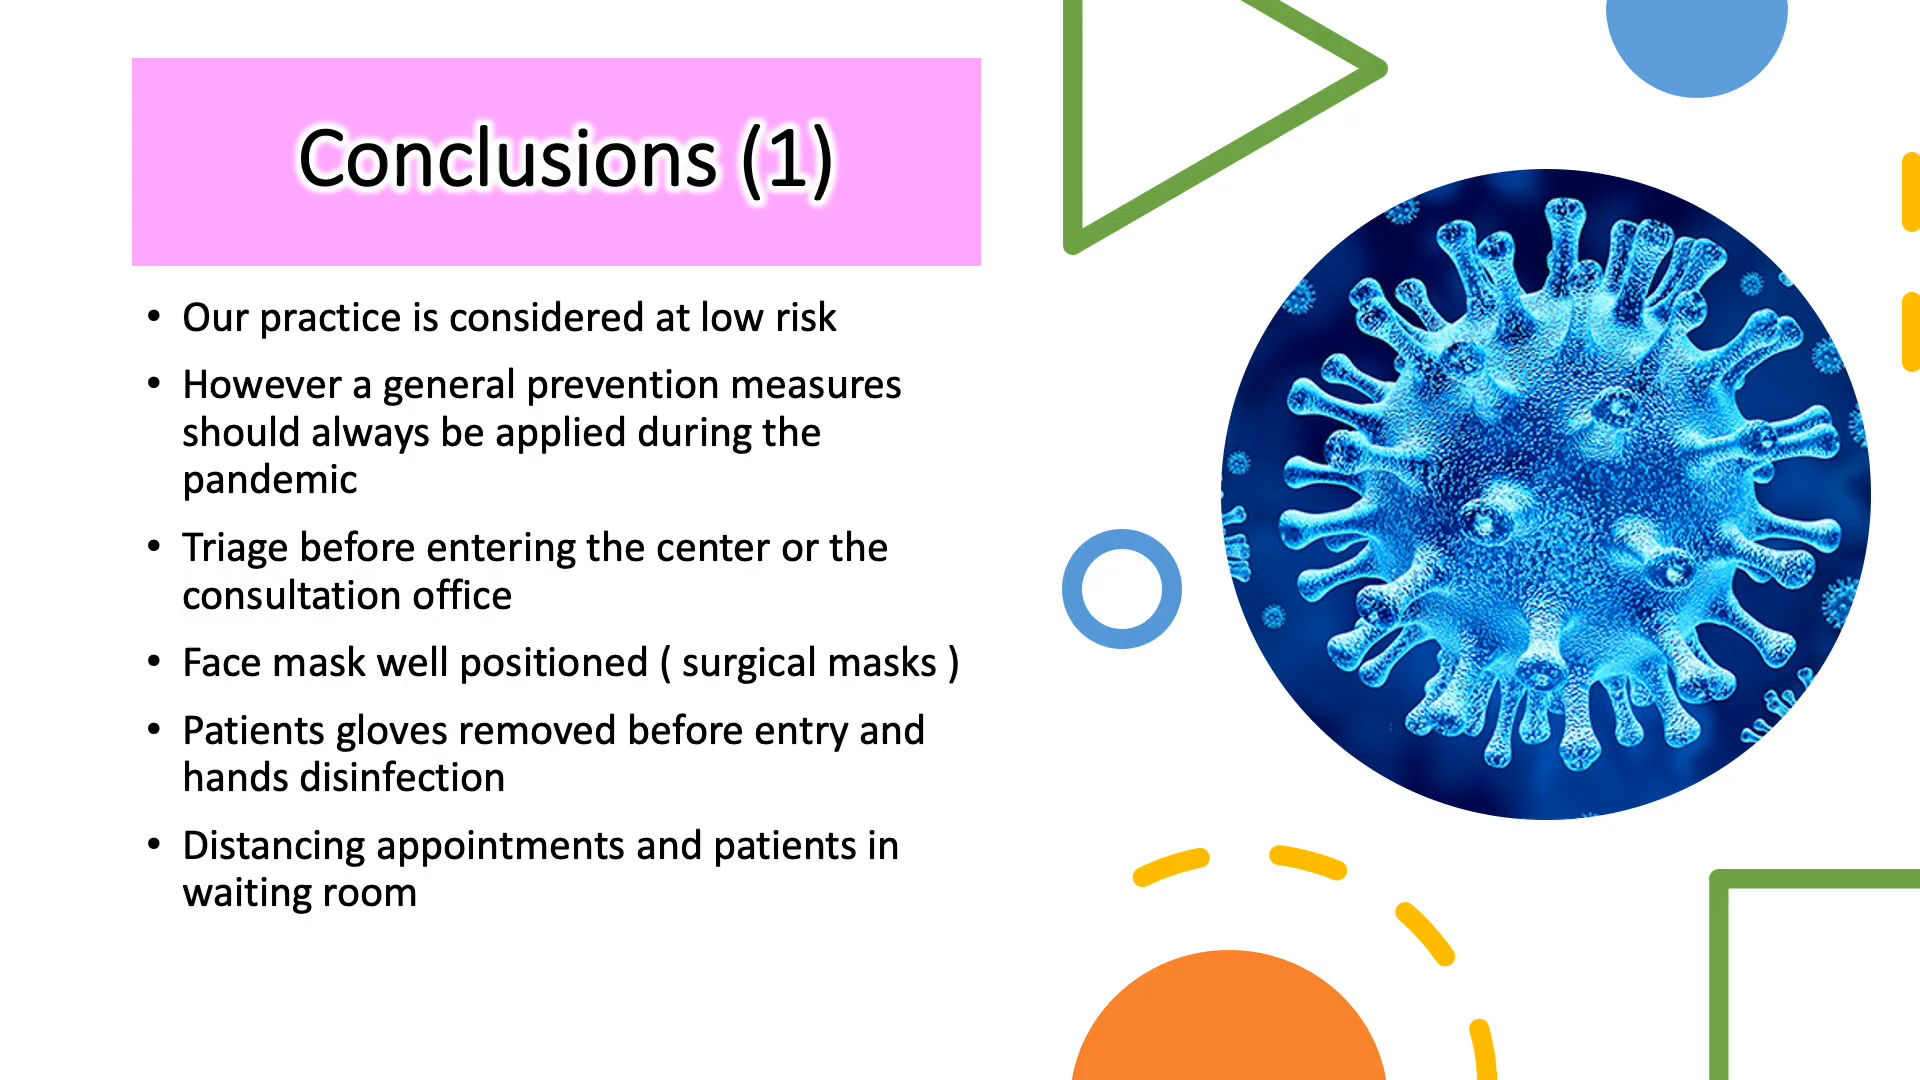 Conclusions (1)
• Our practice is considered at low risk
• However a general prevention measures
should always be applied during the
pandemic
• Triage before entering the center or the
consultation office
• Face mask well positioned ( surgical masks )
• Patients gloves removed before entry and
hands disinfection
• Distancing appointments and patients in
waiting room